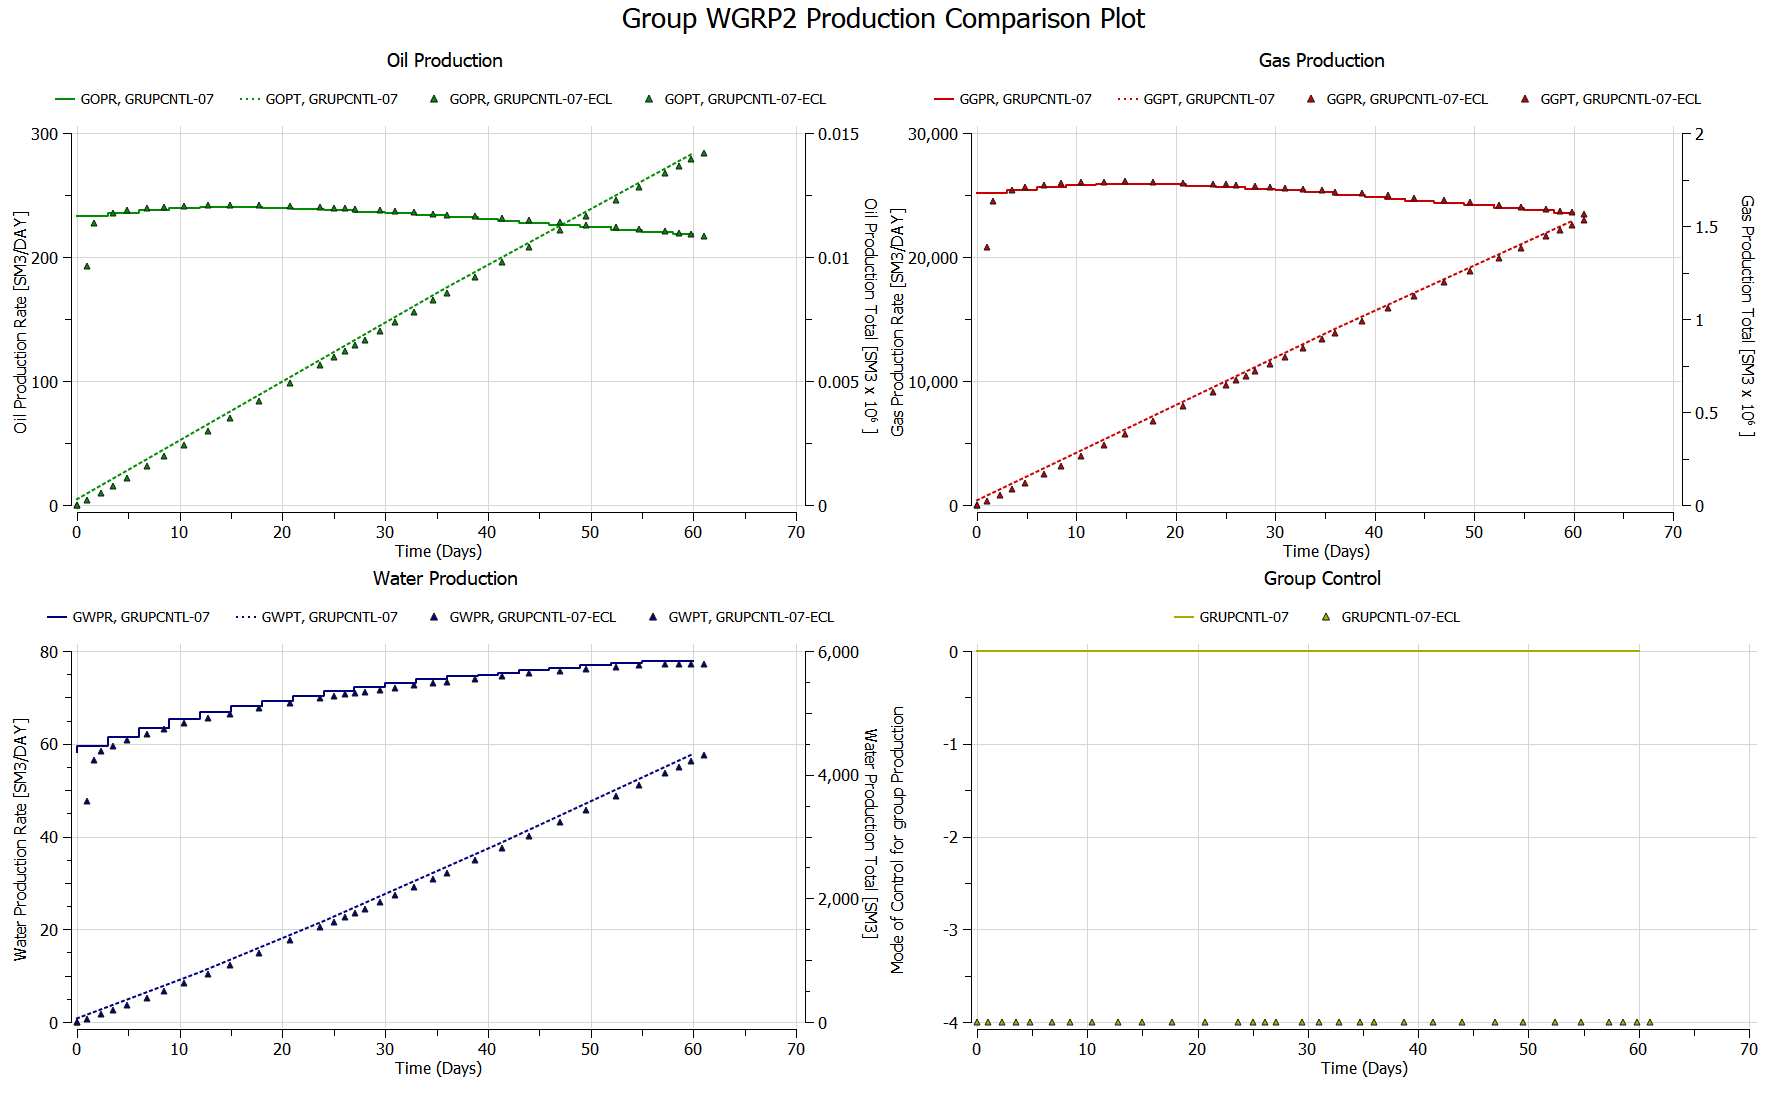 Group WGRP2 Production Comparison Plot
Oil Production
GOPR, GRUPCNTL-07
GOPT, GRUPCNTL-07
GOPR, GRUPCNTL-07-ECL
GOPT, GRUPCNTL-07-ECL
Oil Production Rate [SM3/DAY]
300
200
100
0
0.015
0.010
0.005
0
Oil Production Total [SM3 x 10⁶ ]
0 10 20 30 40 50 60 70
Time (Days)
Gas Production
GGPR, GRUPCNTL-07
GGPT, GRUPCNTL-07
GGPR, GRUPCNTL-07-ECL
GGPT, GRUPCNTL-07-ECL
Gas Production Rate [SM3/DAY]
30,000
20,000
10,000
0
2
1.5
1
0.5
0
Gas Production Total [SM3 x 10⁶ ]
0 10 20 30 40 50 60 70
Time (Days)
Water Production
GWPR, GRUPCNTL-07
GWPT, GRUPCNTL-07
GWPR, GRUPCNTL-07-ECL
GWPT, GRUPCNTL-07-ECL
Water Production Rate [SM3/DAY]
80
60
40
20
0
6,000
4,000
2,000
0
Water Production Total [SM3]
0 10 20 30 40 50 60 70
Time (Days)
Group Control
GRUPCNTL-07
GRUPCNTL-07-ECL
Mode of Control for group Production
0
-1
-2
-3
-4
0 10 20 30 40 50 60 70
Time (Days)